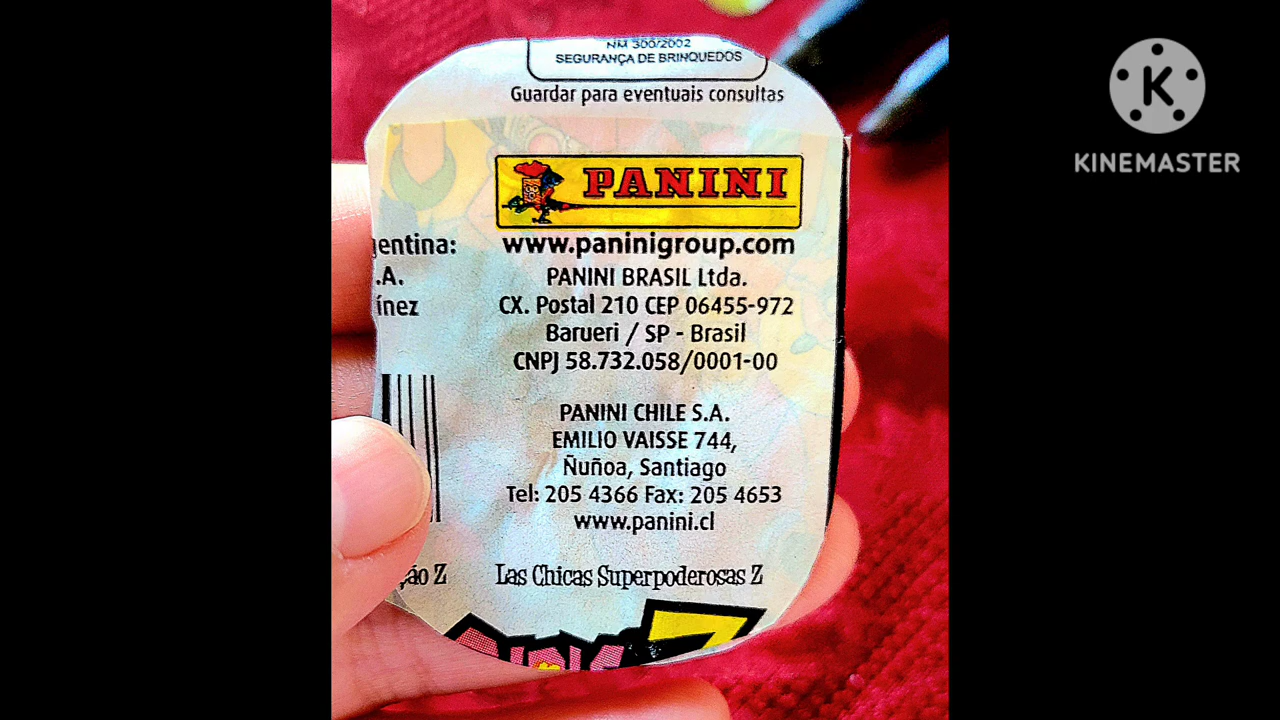 NM 300/2002
SEGURANÇA DE BRINQUEDOS
Guardar para eventuais consultas
PANINI
www.paninigroup.com
PANINI BRASIL Ltda.
CX. Postal 210 CEP 06455-972
Barueri / SP - Brasil
CNPJ 58.732.058/0001-00
entina:
.A.
ínez
PANINI CHILE S.A.
EMILIO VAISSE 744,
Ñuñoa, Santiago
Tel: 205 4366 Fax: 205 4653
www.panini.cl
ção Z
Las Chicas Superpoderosas Z
Z
K
KINEMASTER